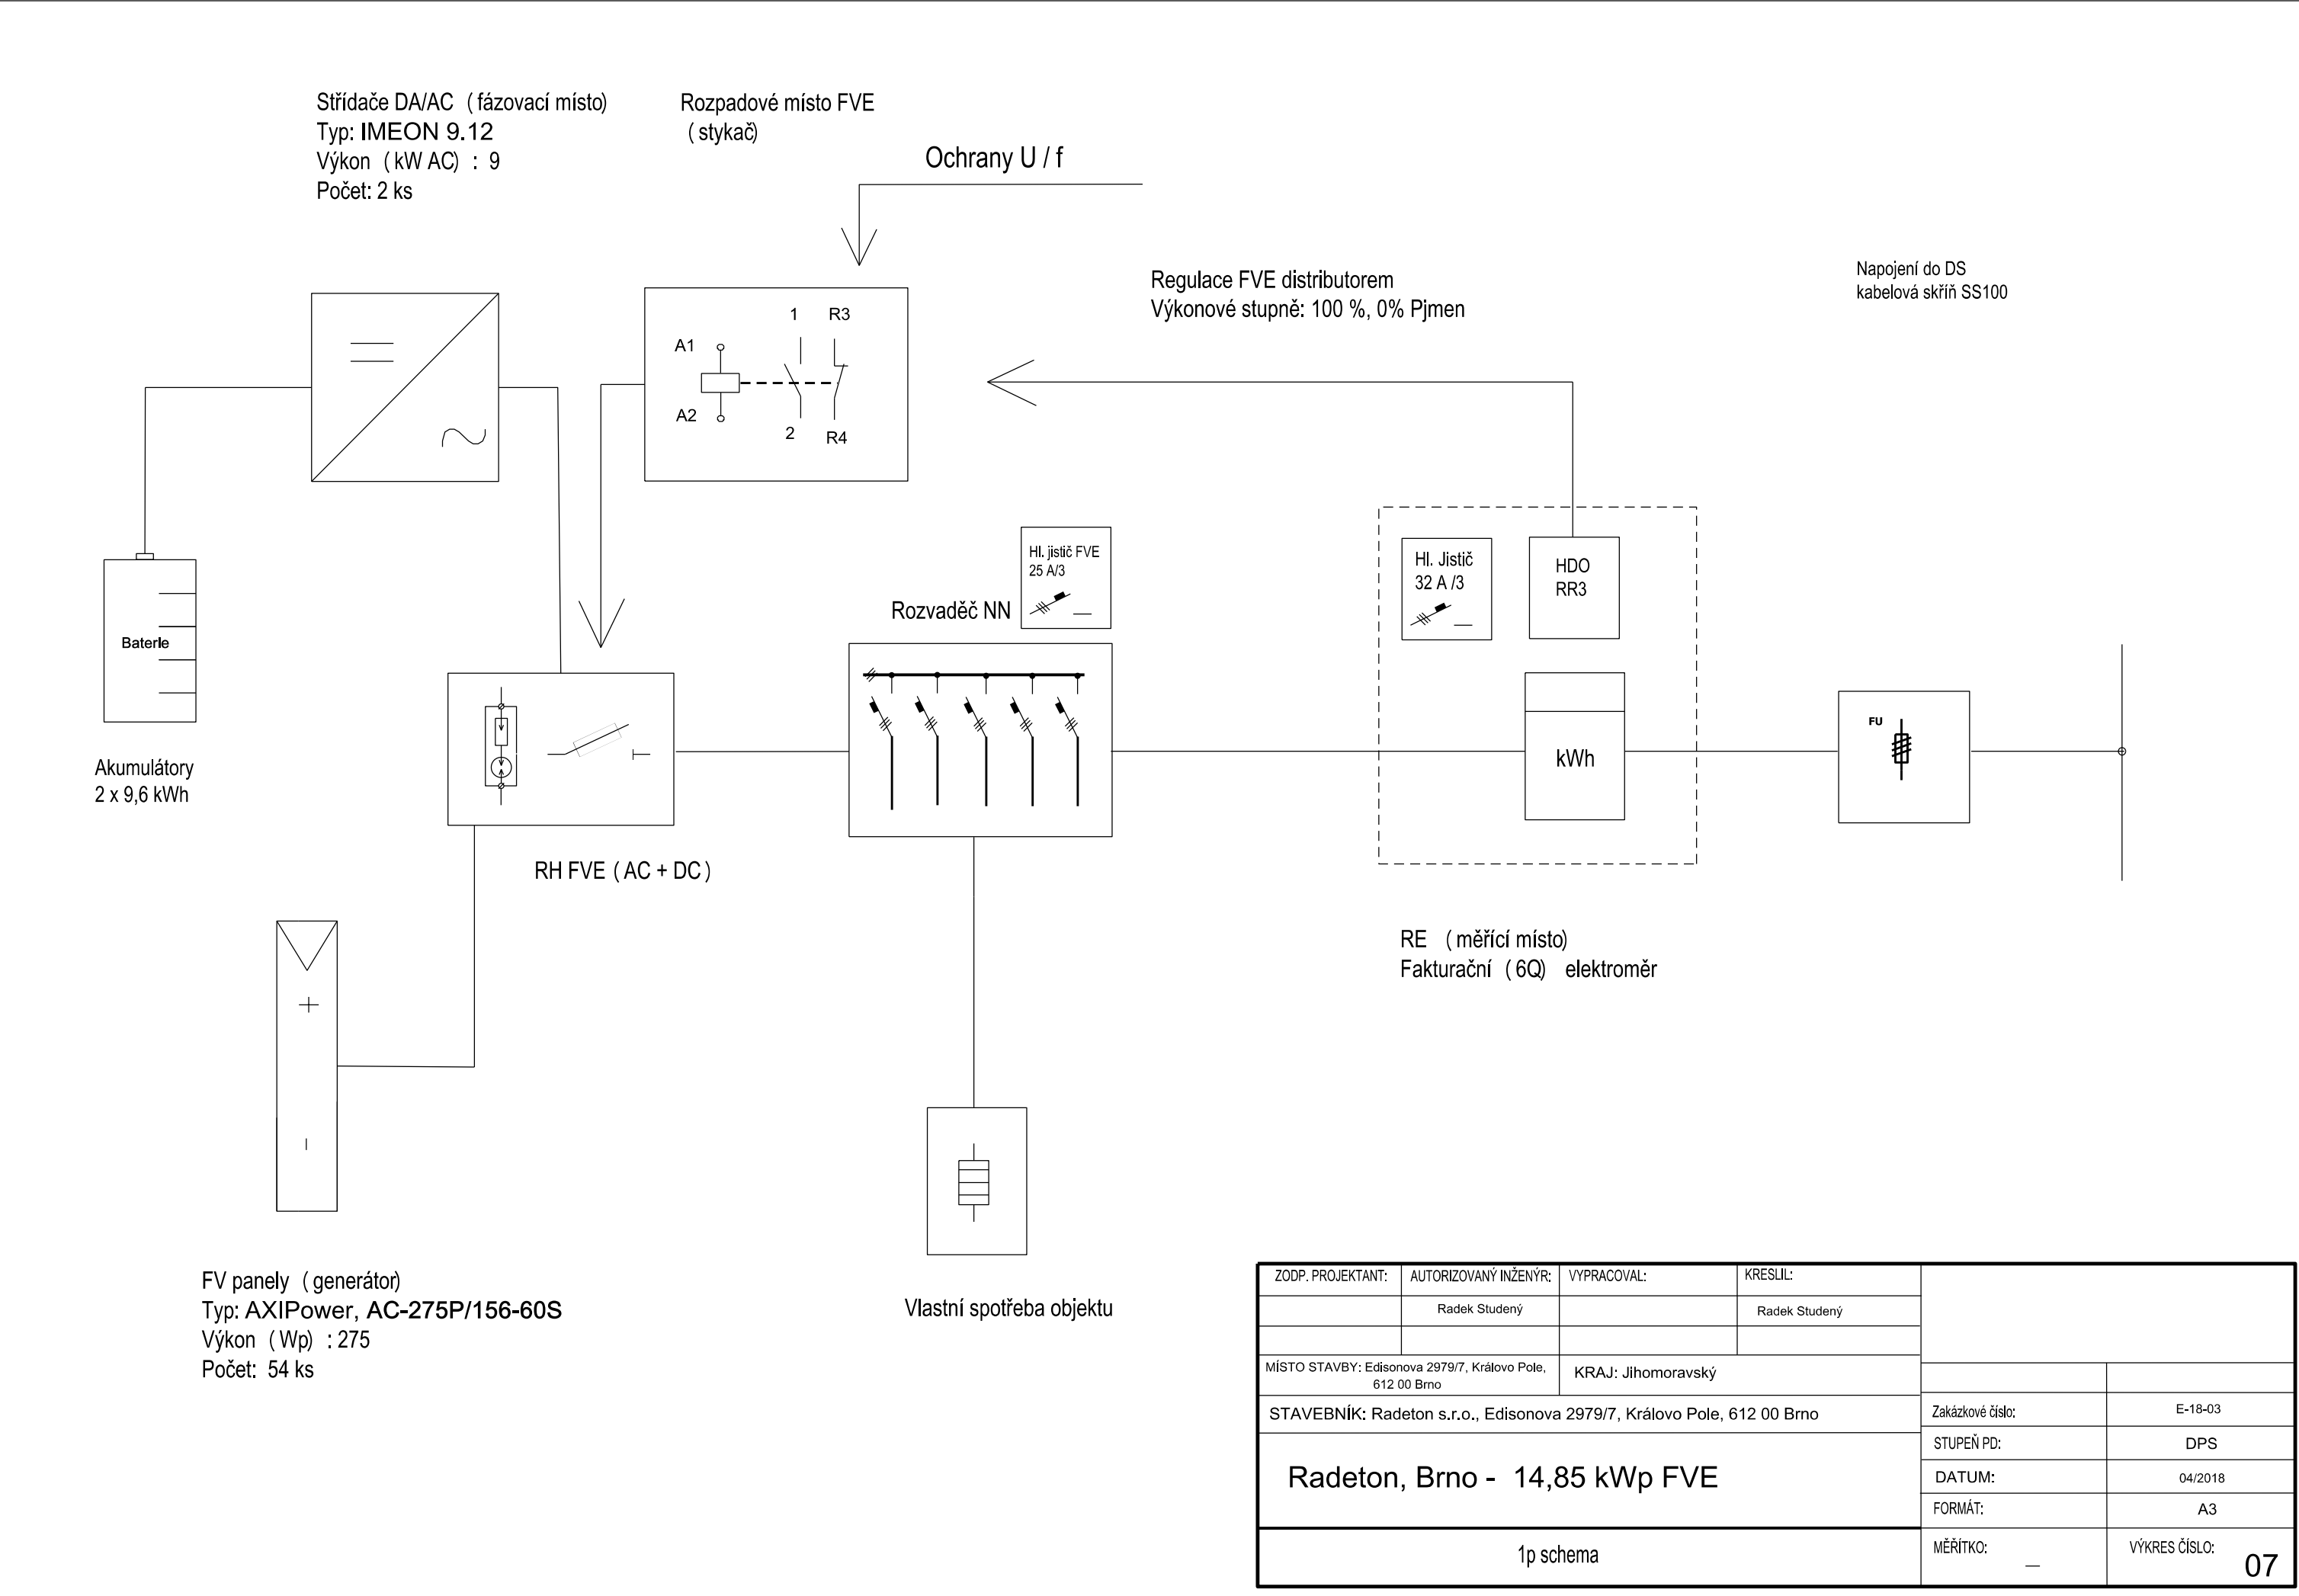 Střídače DA/AC (fázovací místo)
Typ: IMEON 9.12
Výkon (kW AC) : 9
Počet: 2 ks
Rozpadové místo FVE
(stykač)
Ochrany U / f
Regulace FVE distributorem
Výkonové stupně: 100 %, 0% Pjmen
Napojení do DS
kabelová skříň SS100
1 R3
A1
A2
2 R4
Hl. jistič FVE
25 A/3
Rozvaděč NN
Hl. Jistič
32 A /3
HDO
RR3
Baterie
FU
kWh
Akumulátory
2 x 9,6 kWh
RH FVE (AC + DC)
RE (měřící místo)
Fakturační (6Q) elektroměr
FV panely (generátor)
Typ: AXIPower, AC-275P/156-60S
Výkon (Wp) : 275
Počet: 54 ks
Vlastní spotřeba objektu
ZODP. PROJEKTANT: AUTORIZOVANÝ INŽENÝR: VYPRACOVAL: KRESLIL:
Radek Studený Radek Studený
MÍSTO STAVBY: Edisonova 2979/7, Královo Pole,
612 00 Brno
KRAJ: Jihomoravský
STAVEBNÍK: Radeton s.r.o., Edisonova 2979/7, Královo Pole, 612 00 Brno
Zakázkové číslo: E-18-03
STUPEŇ PD: DPS
Radeton, Brno - 14,85 kWp FVE
DATUM: 04/2018
FORMÁT: A3
1p schema
MĚŘÍTKO: —
VÝKRES ČÍSLO: 07